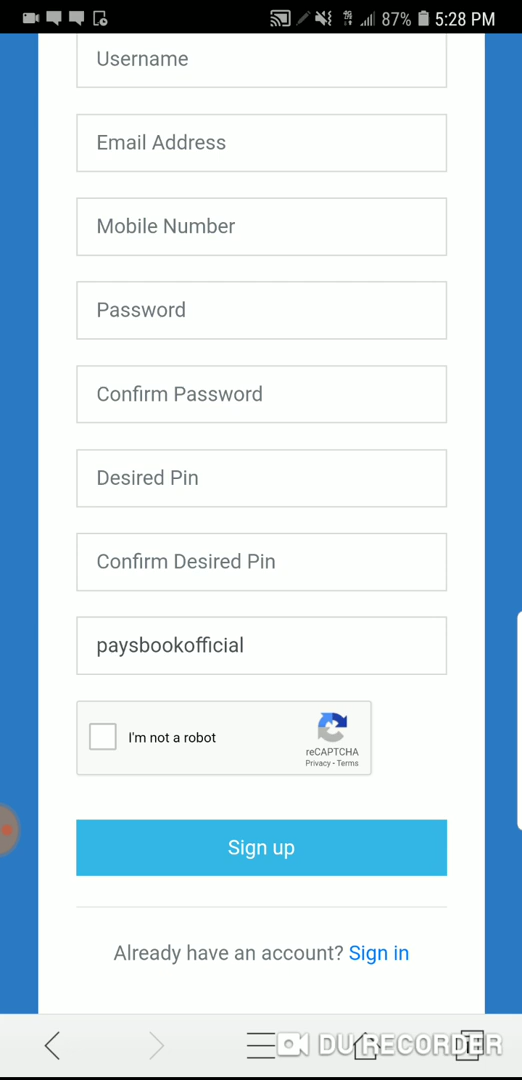 87% 5:28 PM
Username
Email Address
Mobile Number
Password
Confirm Password
Desired Pin
Confirm Desired Pin
paysbookofficial
I'm not a robot
reCAPTCHA
Privacy - Terms
Sign up
Already have an account? Sign in
DU RECORDER